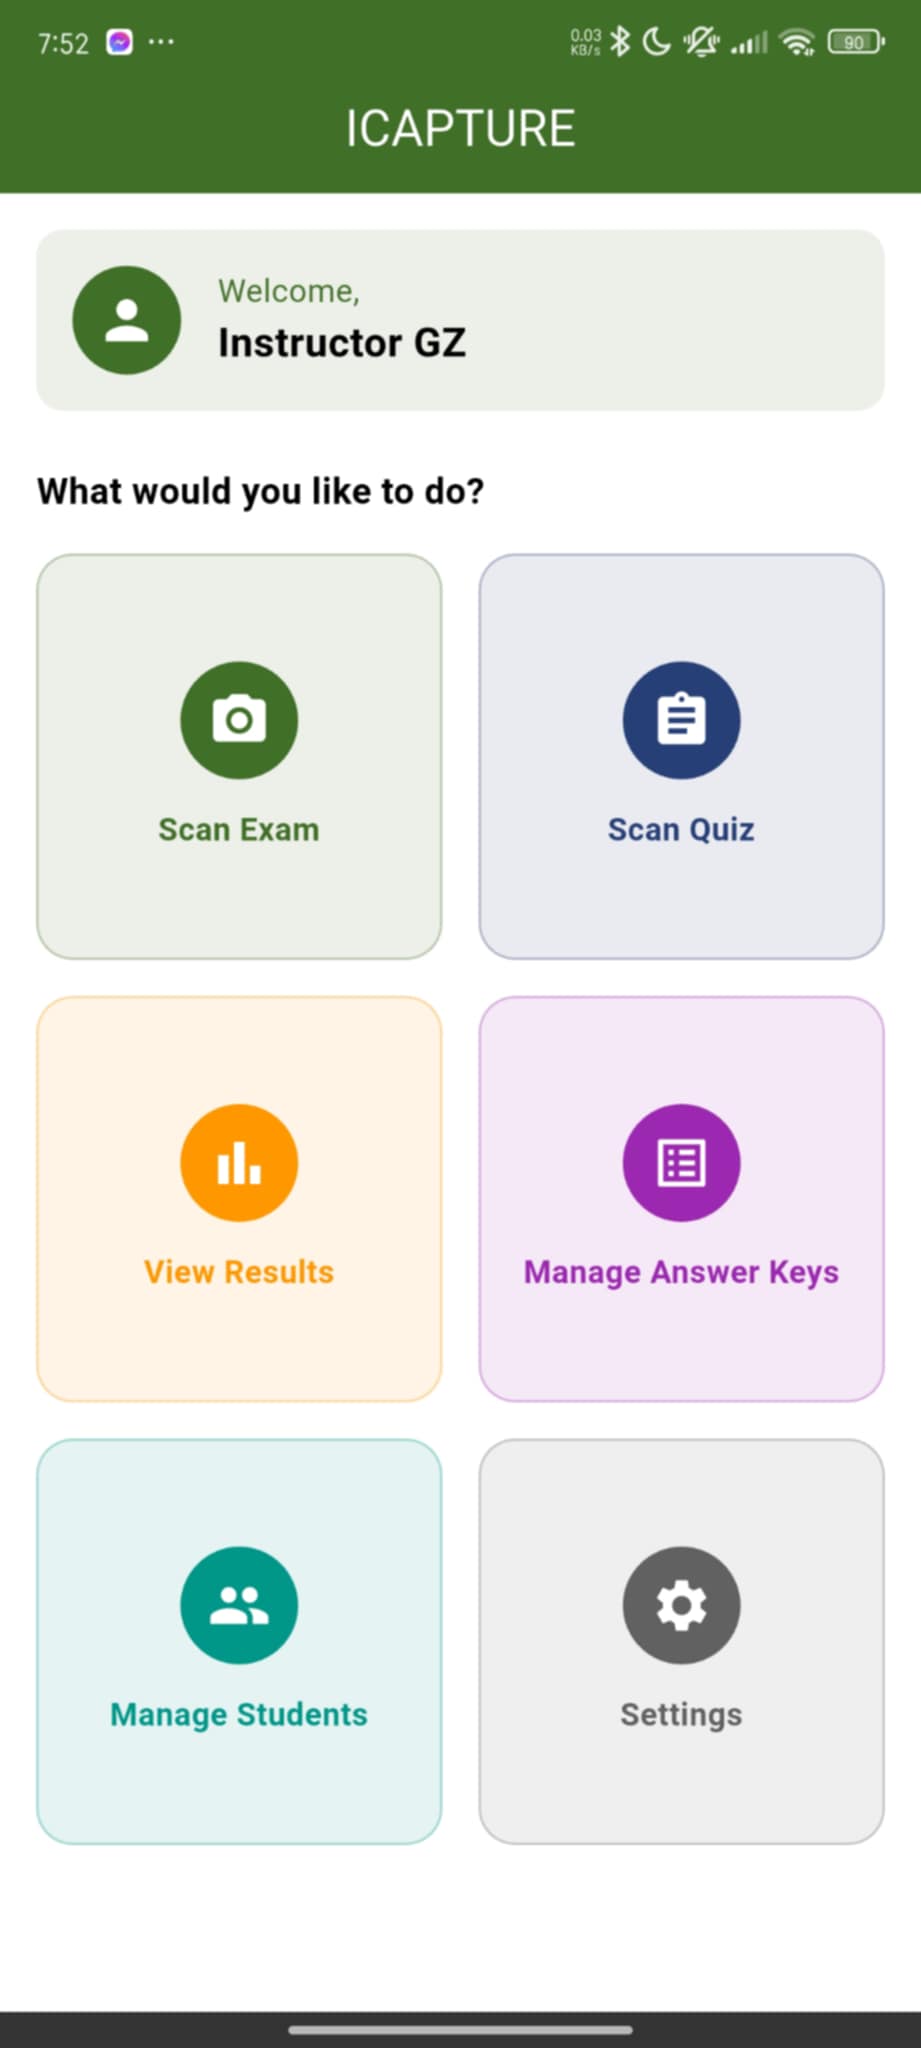 7:52 ...
0.03
KB/s
90
ICAPTURE
Welcome,
Instructor GZ
What would you like to do?
Scan Exam
Scan Quiz
View Results
Manage Answer Keys
Manage Students
Settings